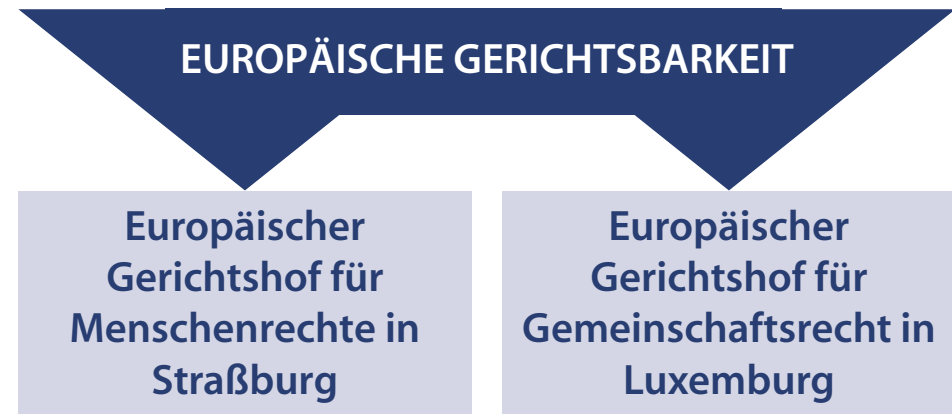 EUROPÄISCHE GERICHTSBARKEIT
Europäischer
Gerichtshof für
Menschenrechte in
Straßburg
Europäischer
Gerichtshof für
Gemeinschaftsrecht in
Luxemburg